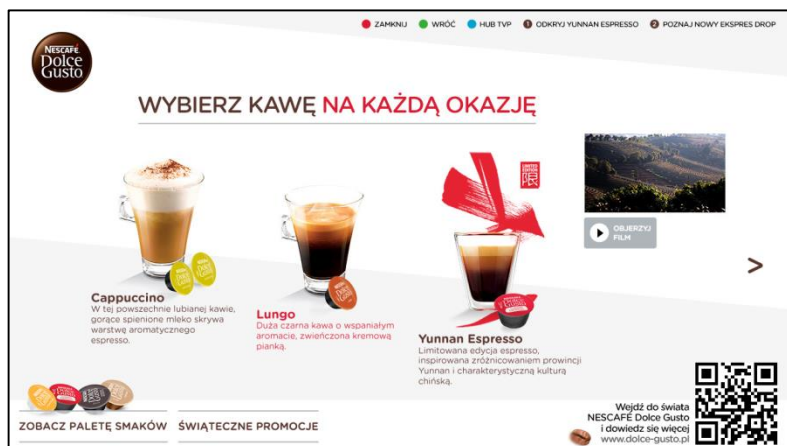 ZAMKNIJ WRÓĆ HUB TVP 1 ODKRYJ YUNNAN ESPRESSO 2 POZNAJ NOWY EKSPRES DROP
NESCAFÉ
Dolce
Gusto
WYBIERZ KAWĘ NA KAŻDĄ OKAZJĘ
LIMITED
EDITION
OBJERZYJ
FILM
>
Cappuccino
W tej powszechnie lubianej kawie,
gorące spienione mleko skrywa
warstwę aromatycznego
espresso.
Lungo
Duża czarna kawa o wspaniałym
aromacie, zwieńczona kremową
pianką.
Yunnan Espresso
Limitowana edycja espresso,
inspirowana zróżnicowaniem prowincji
Yunnan i charakterystyczną kulturą
chińską.
ZOBACZ PALETĘ SMAKÓW ŚWIĄTECZNE PROMOCJE
Wejdź do świata
NESCAFÉ Dolce Gusto
i dowiedz się więcej
www.dolce-gusto.pl